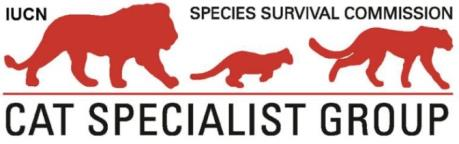 IUCN SPECIES SURVIVAL COMMISSION
CAT SPECIALIST GROUP